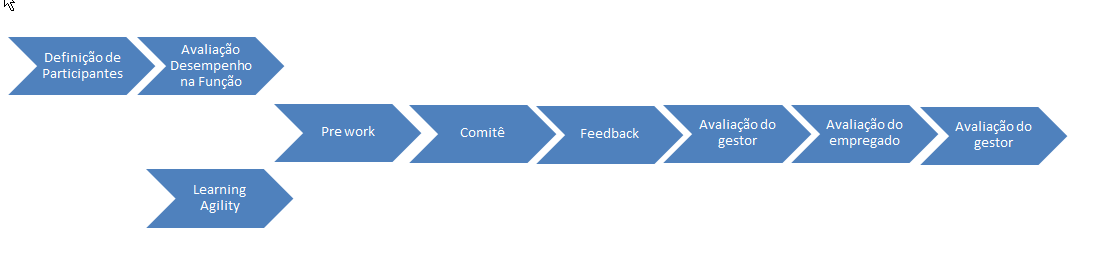 Definição de
Participantes
Avaliação
Desempenho
na Função
Pre work
Comitê
Feedback
Avaliação do
gestor
Avaliação do
empregado
Avaliação do
gestor
Learning
Agility